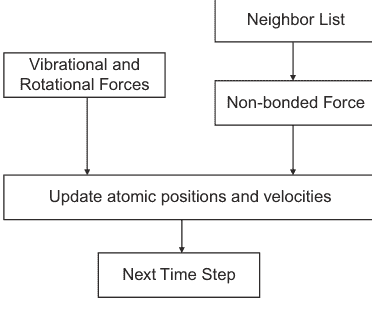 Neighbor List
Vibrational and
Rotational Forces
Non-bonded Force
Update atomic positions and velocities
Next Time Step